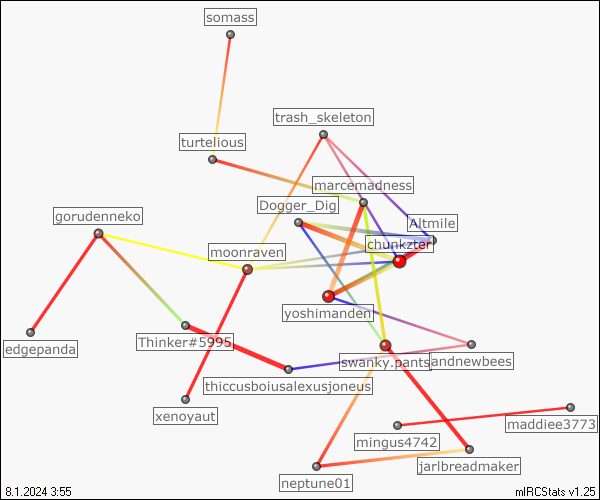 somass
trash_skeleton
turtelious
marcemadness
Dogger_Dig
gorudenneko
Altmile
chunkzter
moonraven
yoshimanden
Thinker#5995
edgepanda
swanky.pants
andnewbees
thiccusboiusalexusjoneus
xenoyaut
maddiee3773
mingus4742
jarlbreadmaker
neptune01
8.1.2024 3:55
mIRCStats v1.25